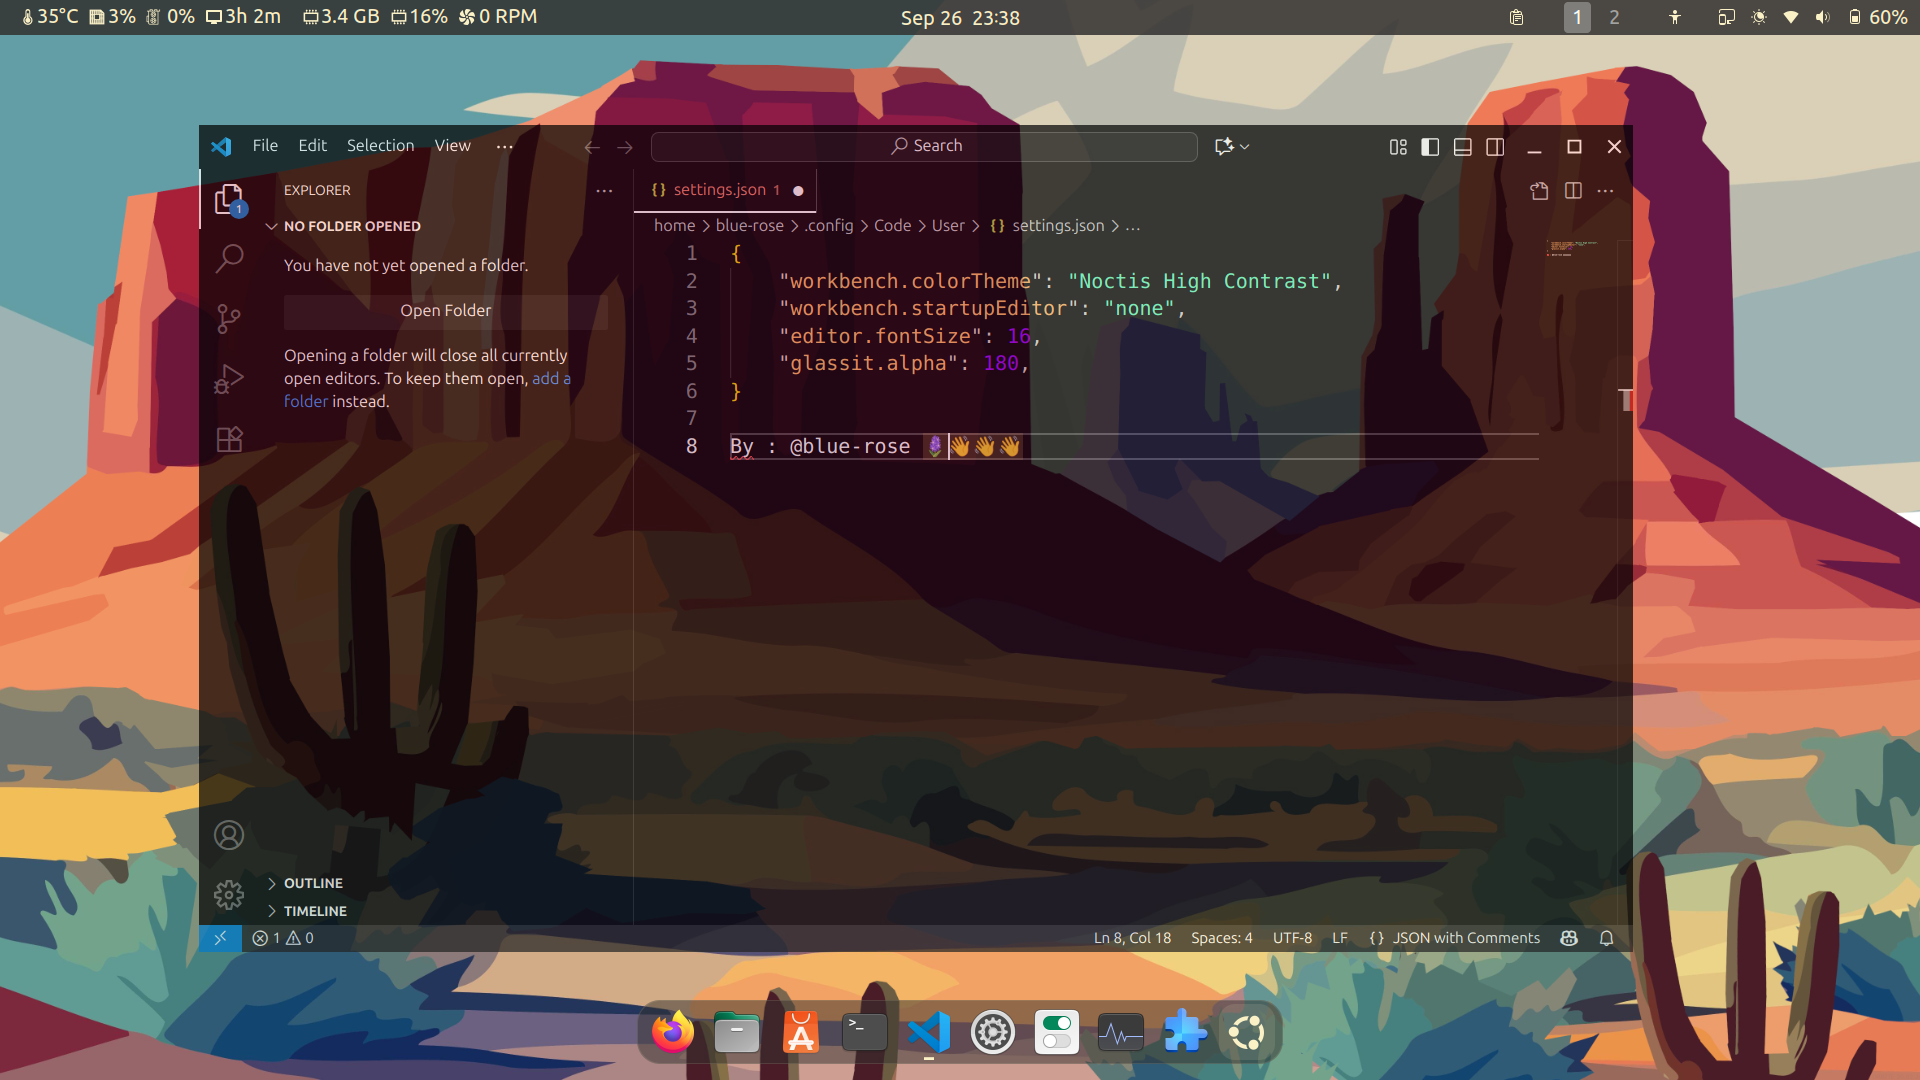 35°C 3% 0% 3h 2m 3.4 GB 16% 0 RPM
Sep 26 23:38
1 2
60%
File Edit Selection View ...
Search
EXPLORER ...
settings.json 1
1
NO FOLDER OPENED
home > blue-rose > .config > Code > User > {} settings.json > ...
You have not yet opened a folder.
Open Folder
Opening a folder will close all currently
open editors. To keep them open, add a
folder instead.
1 {
2 "workbench.colorTheme": "Noctis High Contrast",
3 "workbench.startupEditor": "none",
4 "editor.fontSize": 16,
5 "glassit.alpha": 180,
6 }
7
8 By : @blue-rose 🪻👋👋👋
OUTLINE
TIMELINE
1 0
Ln 8, Col 18 Spaces: 4 UTF-8 LF {} JSON with Comments